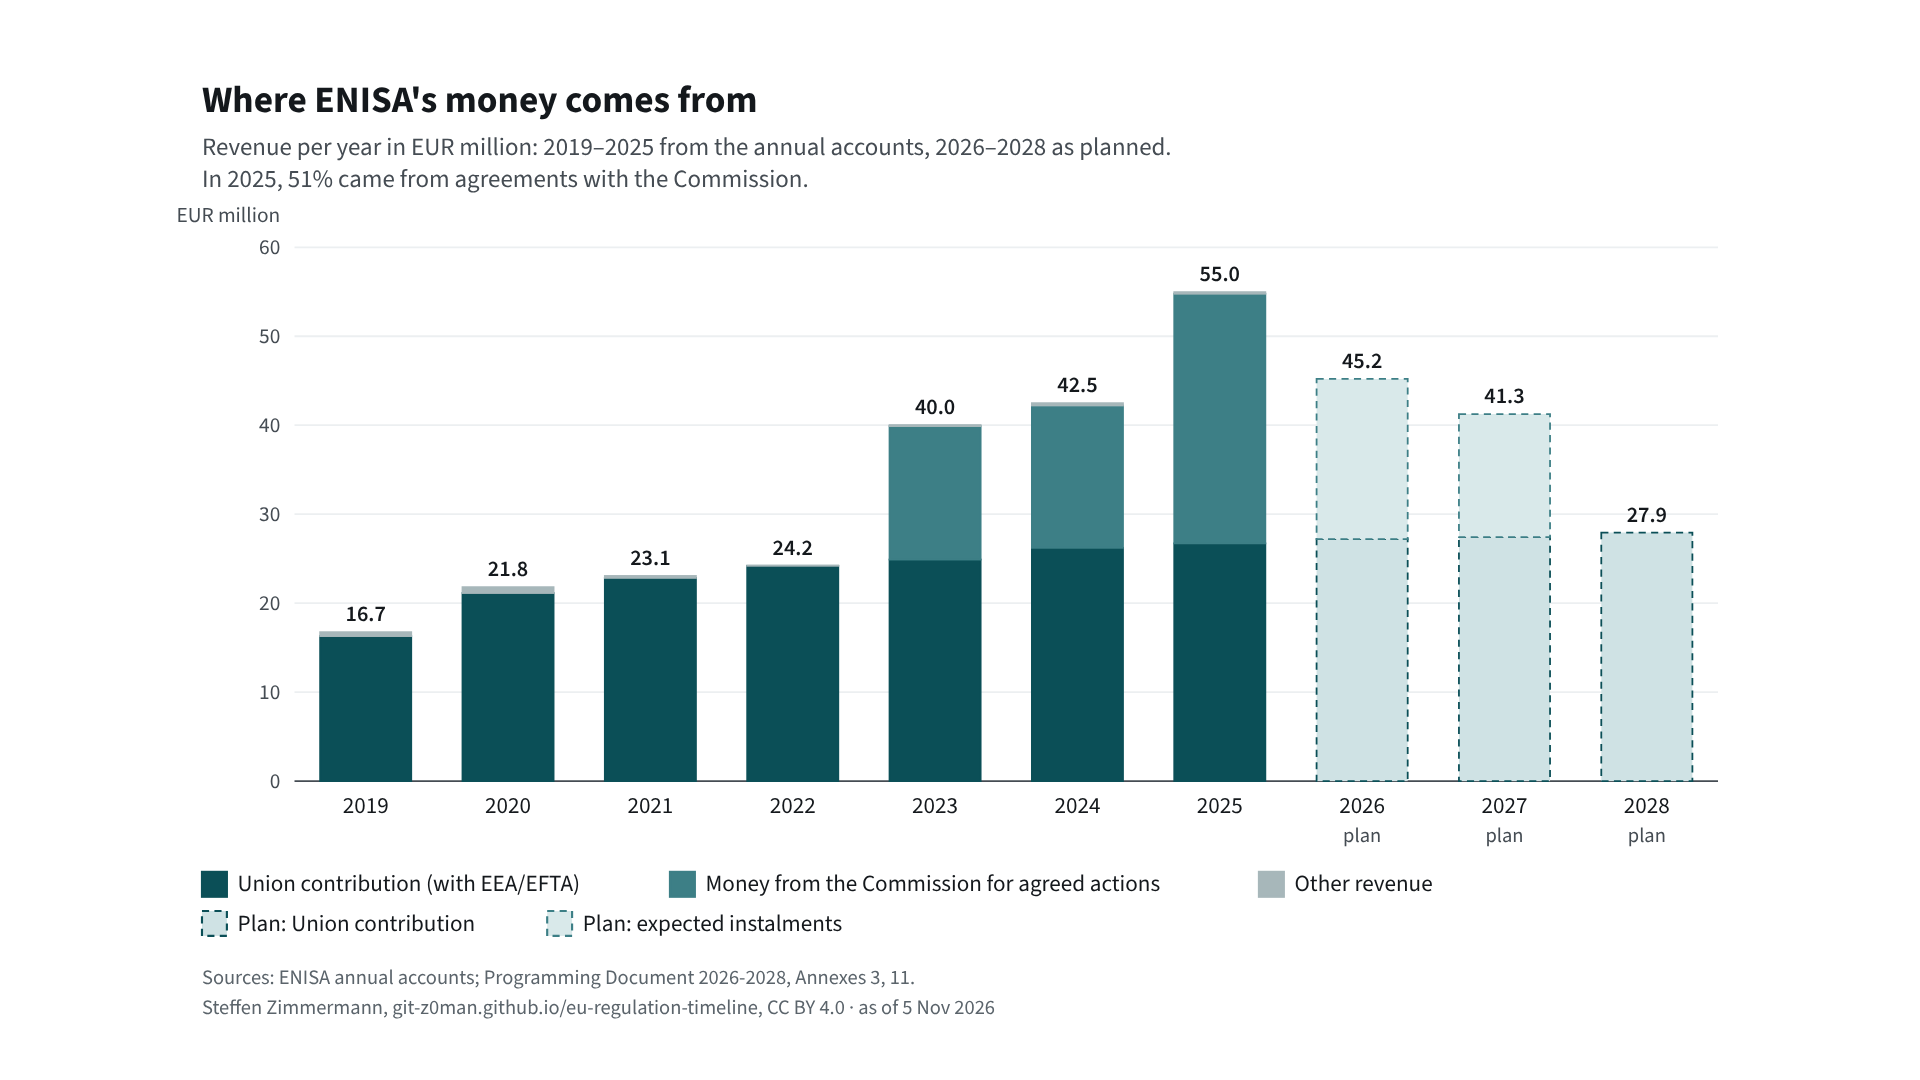 Where ENISA's money comes from
Revenue per year in EUR million: 2019–2025 from the annual accounts, 2026–2028 as planned.
In 2025, 51% came from agreements with the Commission.
EUR million
60
50
40
30
20
10
0
16.7
21.8
23.1
24.2
40.0
42.5
55.0
45.2
41.3
27.9
2019
2020
2021
2022
2023
2024
2025
2026
plan
2027
plan
2028
plan
Union contribution (with EEA/EFTA)
Money from the Commission for agreed actions
Other revenue
Plan: Union contribution
Plan: expected instalments
Sources: ENISA annual accounts; Programming Document 2026-2028, Annexes 3, 11.
Steffen Zimmermann, git-z0man.github.io/eu-regulation-timeline, CC BY 4.0 · as of 5 Nov 2026